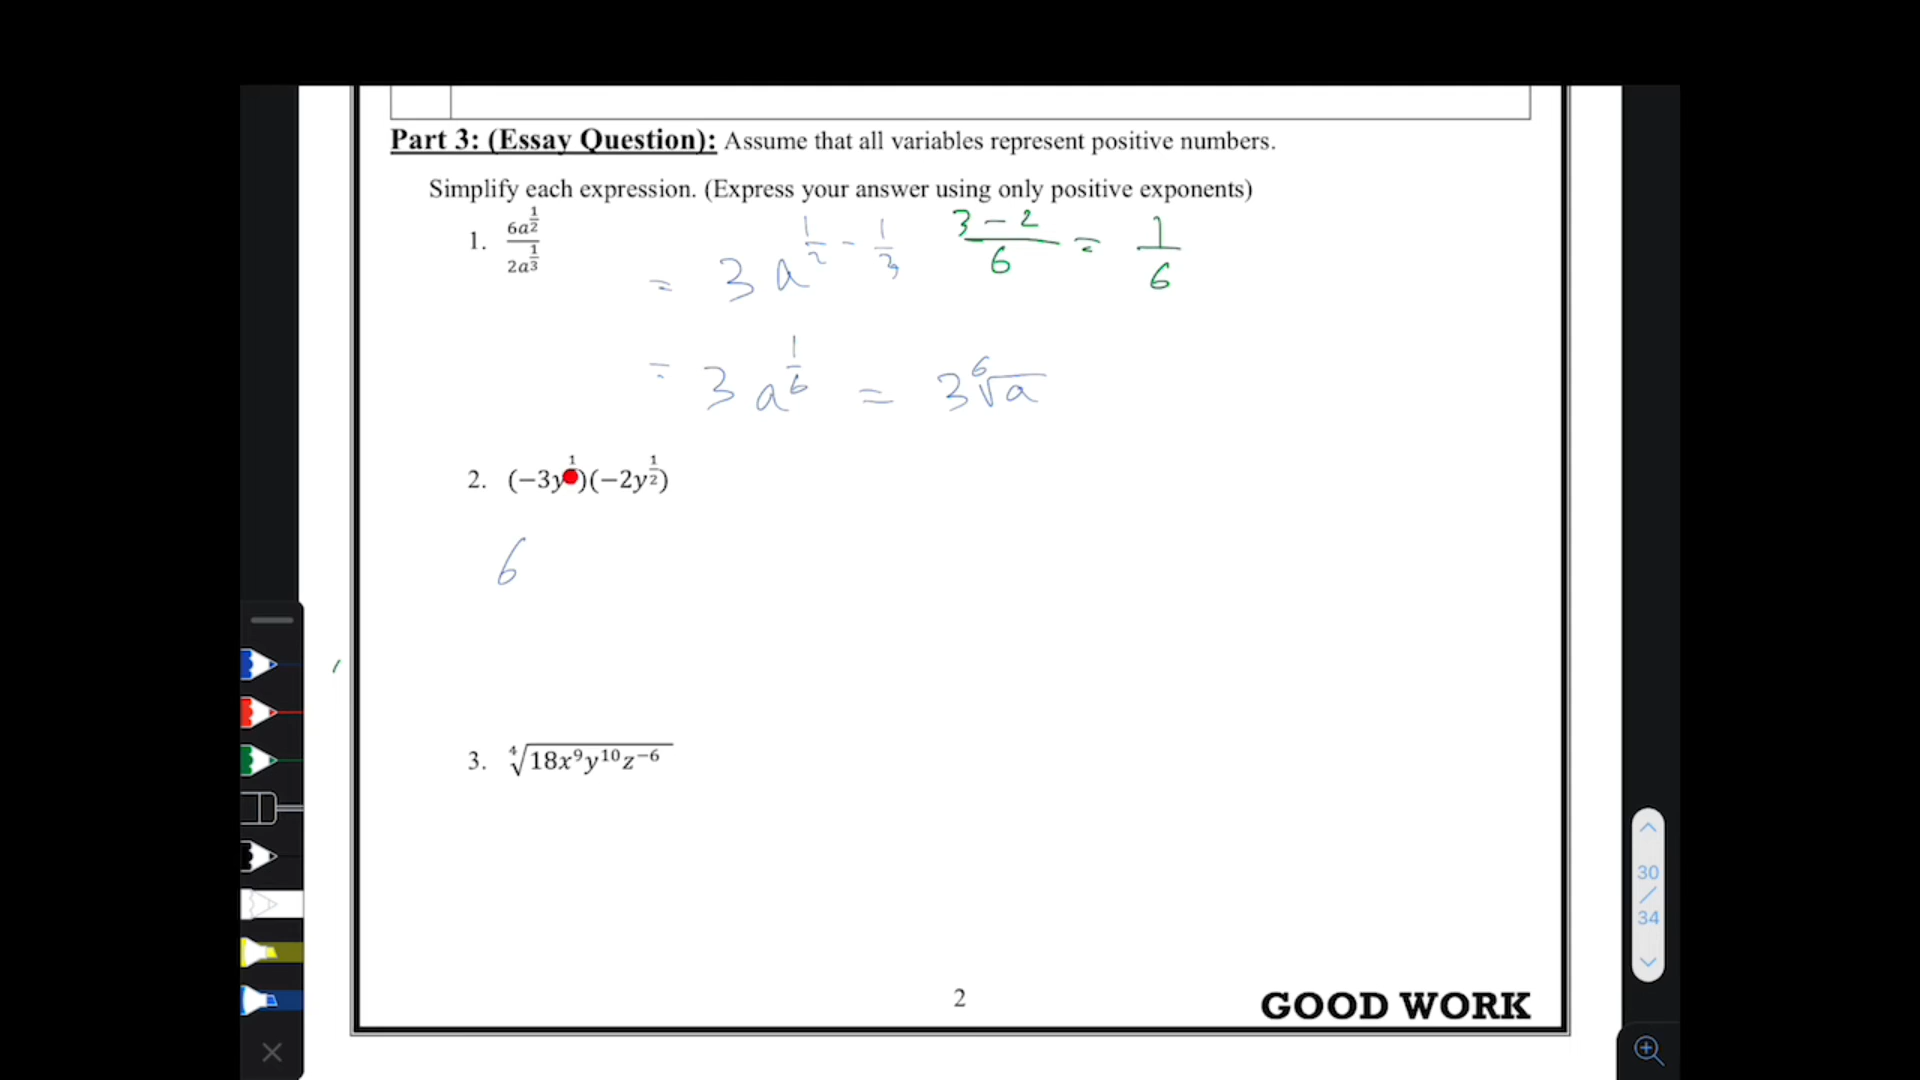 Part 3: (Essay Question): Assume that all variables represent positive numbers.
Simplify each expression. (Express your answer using only positive exponents)
1. 6a^(1/2) / 2a^(1/3)
= 3 a^(1/2 - 1/3)
(3 - 2)/6 = 1/6
= 3 a^(1/6) = 3 ⁶√a
2. (−3y^(1/ )(−2y^(1/2))
6
3. ⁴√(18x⁹y¹⁰z⁻⁶)
2
GOOD WORK
30
/
34